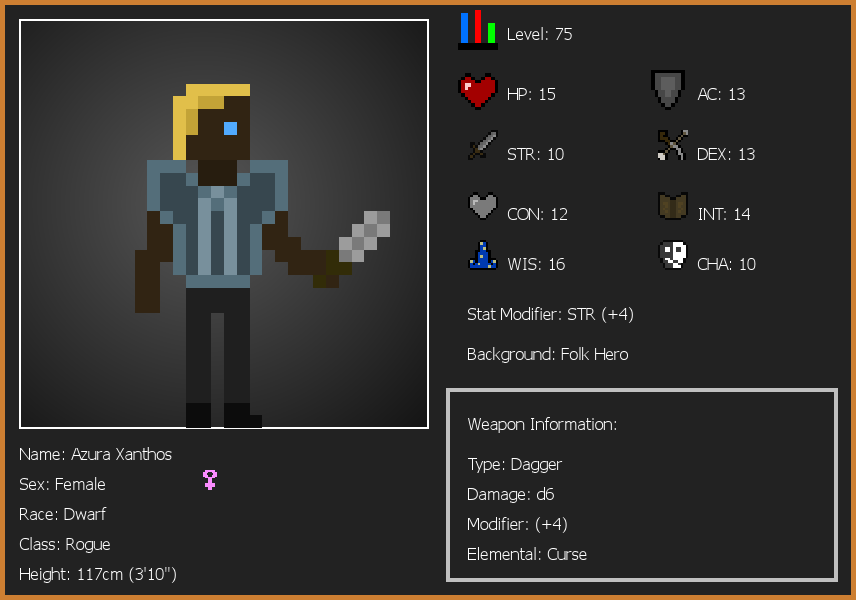 Level: 75
HP: 15
AC: 13
STR: 10
DEX: 13
CON: 12
INT: 14
WIS: 16
CHA: 10
Stat Modifier: STR (+4)
Background: Folk Hero
Weapon Information:
Type: Dagger
Damage: d6
Modifier: (+4)
Elemental: Curse
Name: Azura Xanthos
Sex: Female
Race: Dwarf
Class: Rogue
Height: 117cm (3'10")